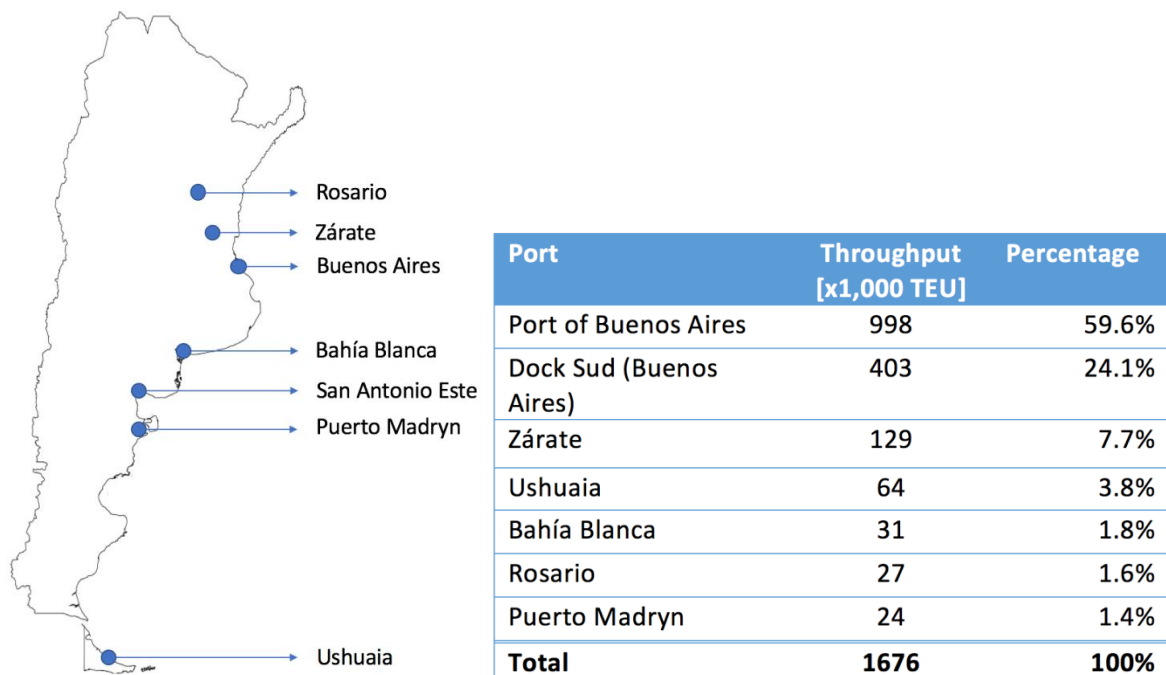 Rosario
Zárate
Buenos Aires
Bahía Blanca
San Antonio Este
Puerto Madryn
Ushuaia
Port Throughput Percentage
[x1,000 TEU]
Port of Buenos Aires 998 59.6%
Dock Sud (Buenos 403 24.1%
Aires)
Zárate 129 7.7%
Ushuaia 64 3.8%
Bahía Blanca 31 1.8%
Rosario 27 1.6%
Puerto Madryn 24 1.4%
Total 1676 100%